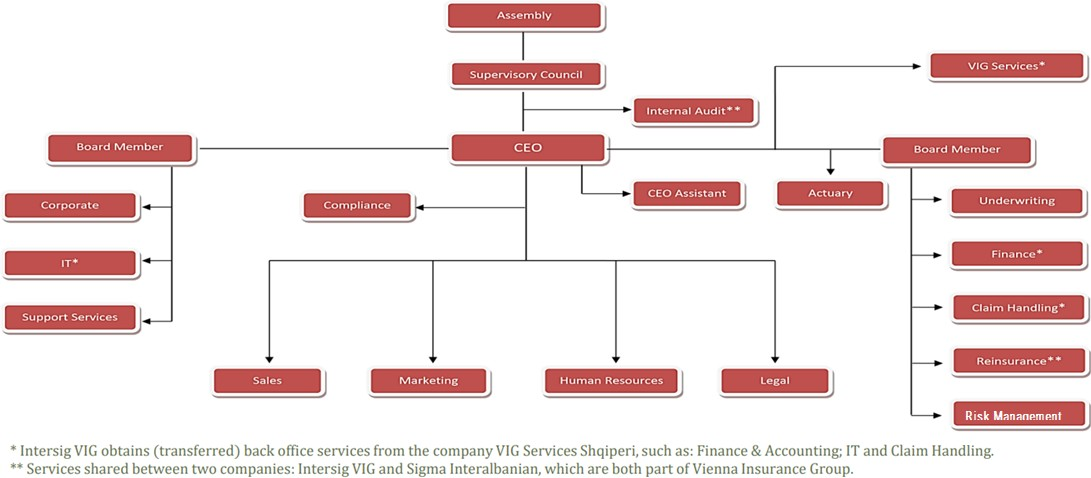 Assembly
Supervisory Council
VIG Services*
Internal Audit**
Board Member
CEO
Board Member
Corporate
Compliance
CEO Assistant
Actuary
Underwriting
IT*
Finance*
Support Services
Claim Handling*
Sales
Marketing
Human Resources
Legal
Reinsurance**
Risk Management
* Intersig VIG obtains (transferred) back office services from the company VIG Services Shqiperi, such as: Finance & Accounting; IT and Claim Handling.
** Services shared between two companies: Intersig VIG and Sigma Interalbanian, which are both part of Vienna Insurance Group.